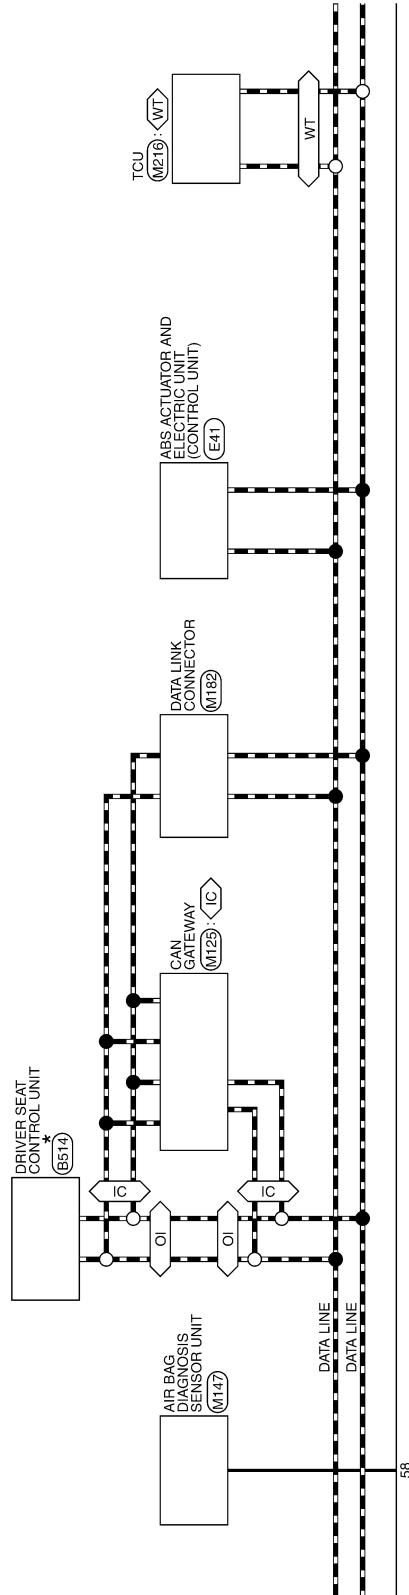 TCU
M216 : WT
WT
ABS ACTUATOR AND
ELECTRIC UNIT
(CONTROL UNIT)
E41
DATA LINK
CONNECTOR
M182
CAN
GATEWAY
M125 : IC
DRIVER SEAT
CONTROL UNIT
*
B514
IC
OI
OI
IC
AIR BAG
DIAGNOSIS
SENSOR UNIT
M147
DATA LINE
DATA LINE
58